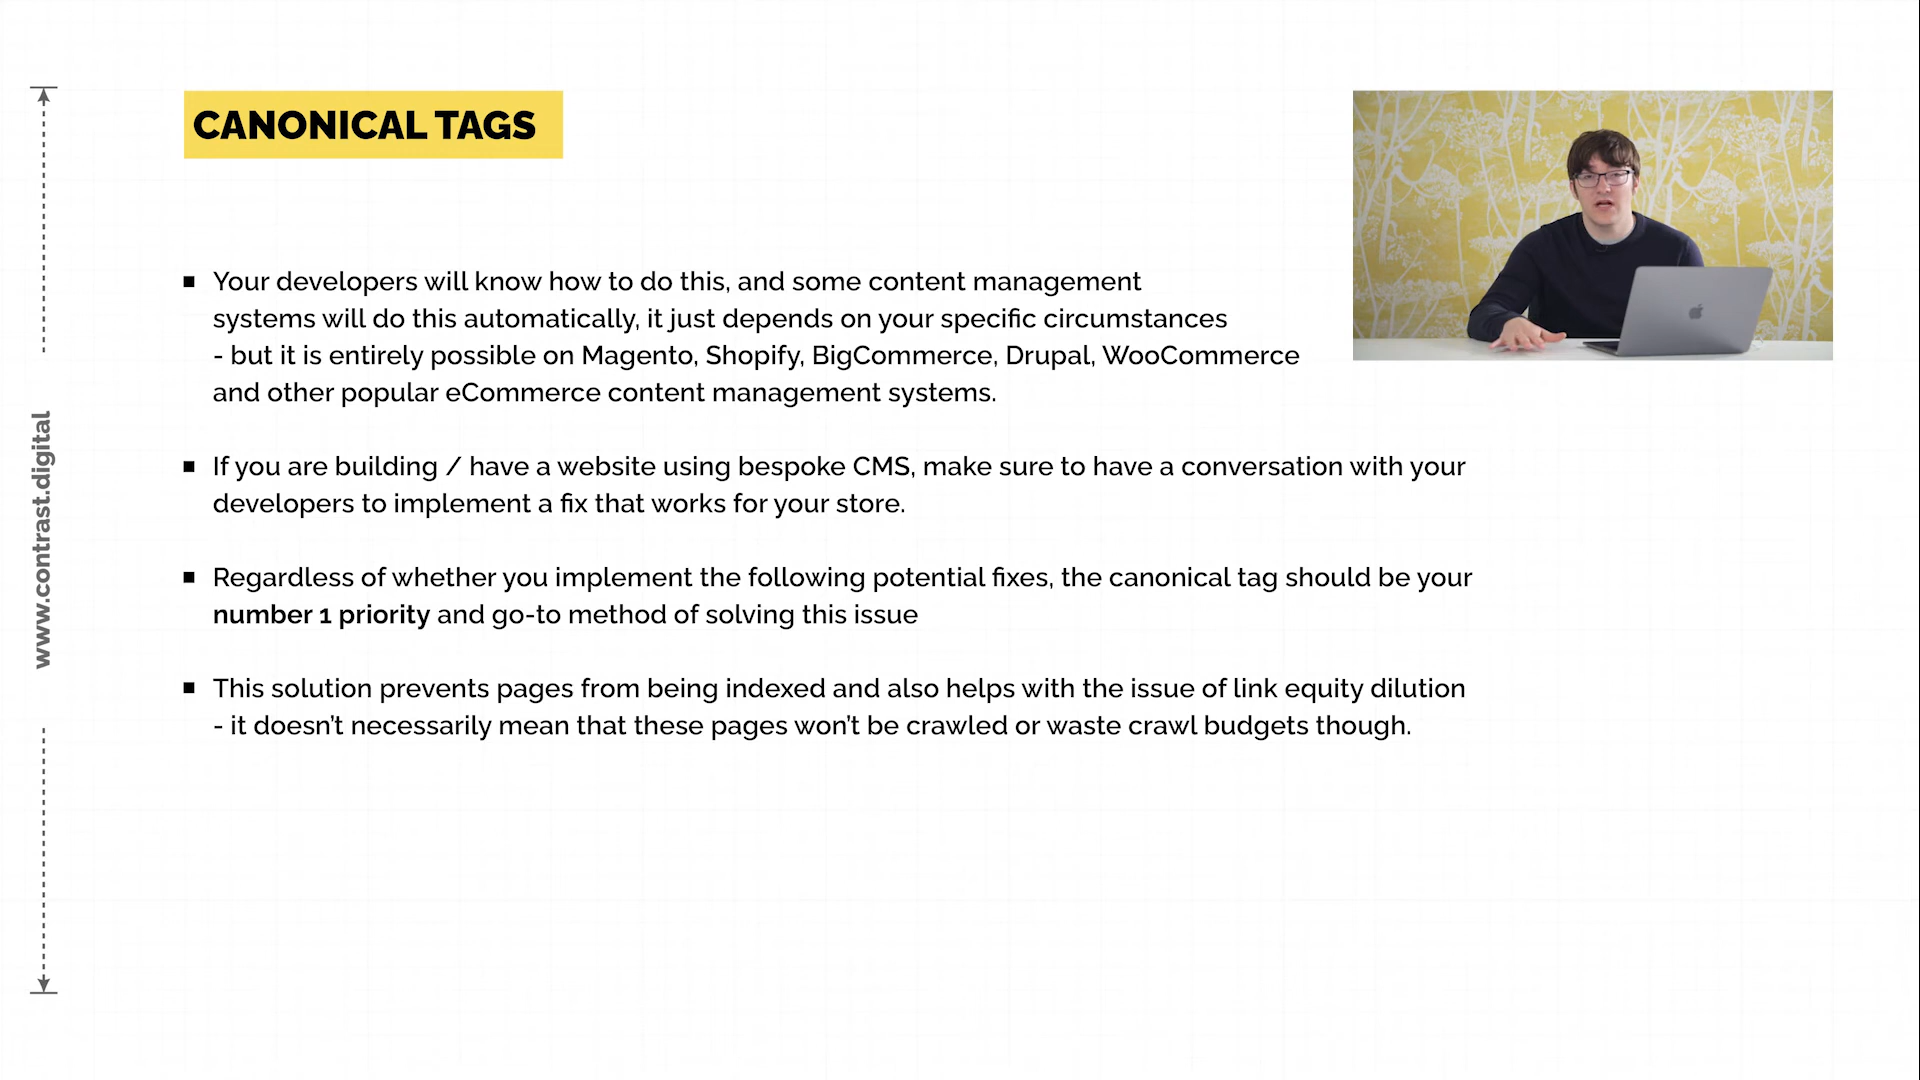 CANONICAL TAGS
Your developers will know how to do this, and some content management
systems will do this automatically, it just depends on your specific circumstances
- but it is entirely possible on Magento, Shopify, BigCommerce, Drupal, WooCommerce
and other popular eCommerce content management systems.
If you are building / have a website using bespoke CMS, make sure to have a conversation with your
developers to implement a fix that works for your store.
Regardless of whether you implement the following potential fixes, the canonical tag should be your
number 1 priority and go-to method of solving this issue
This solution prevents pages from being indexed and also helps with the issue of link equity dilution
- it doesn't necessarily mean that these pages won't be crawled or waste crawl budgets though.
www.contrast.digital